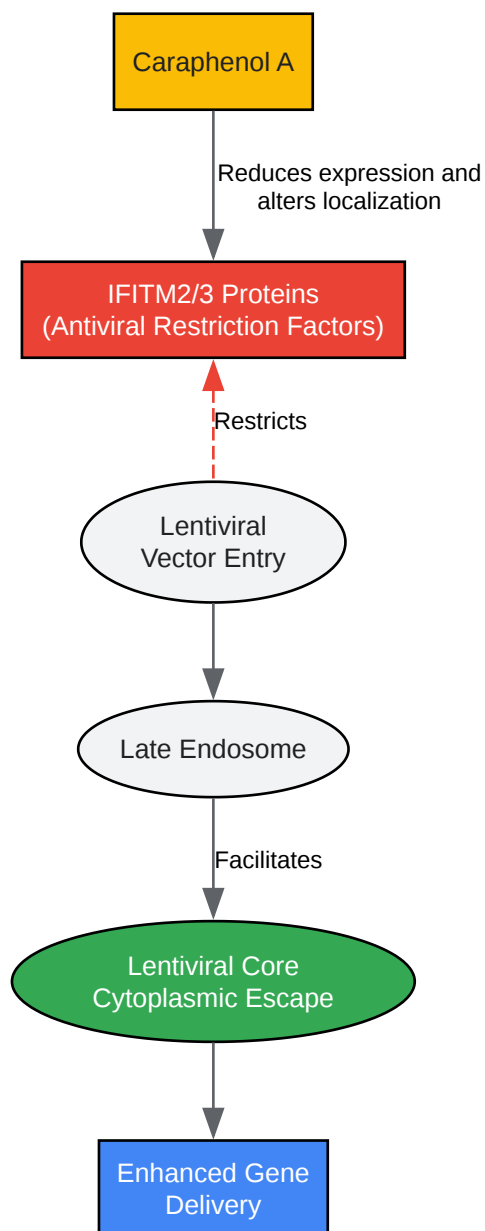 Caraphenol A
Reduces expression and
alters localization
IFITM2/3 Proteins
(Antiviral Restriction Factors)
Restricts
Lentiviral
Vector Entry
Late Endosome
Facilitates
Lentiviral Core
Cytoplasmic Escape
Enhanced Gene
Delivery